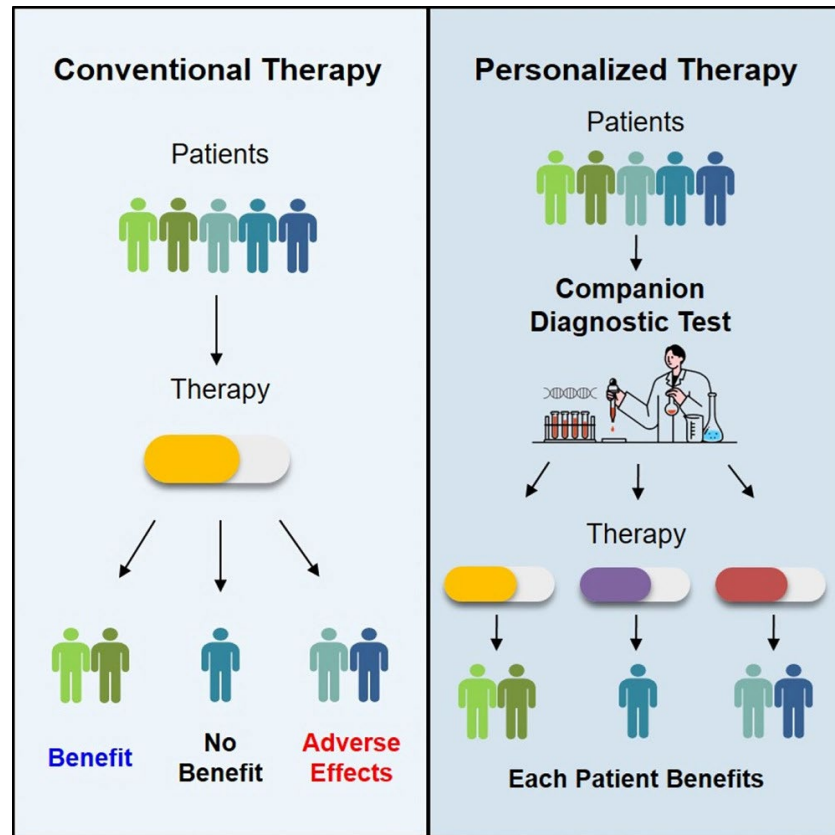 Conventional Therapy
Patients
Therapy
Benefit
No
Benefit
Adverse
Effects
Personalized Therapy
Patients
Companion
Diagnostic Test
Therapy
Each Patient Benefits